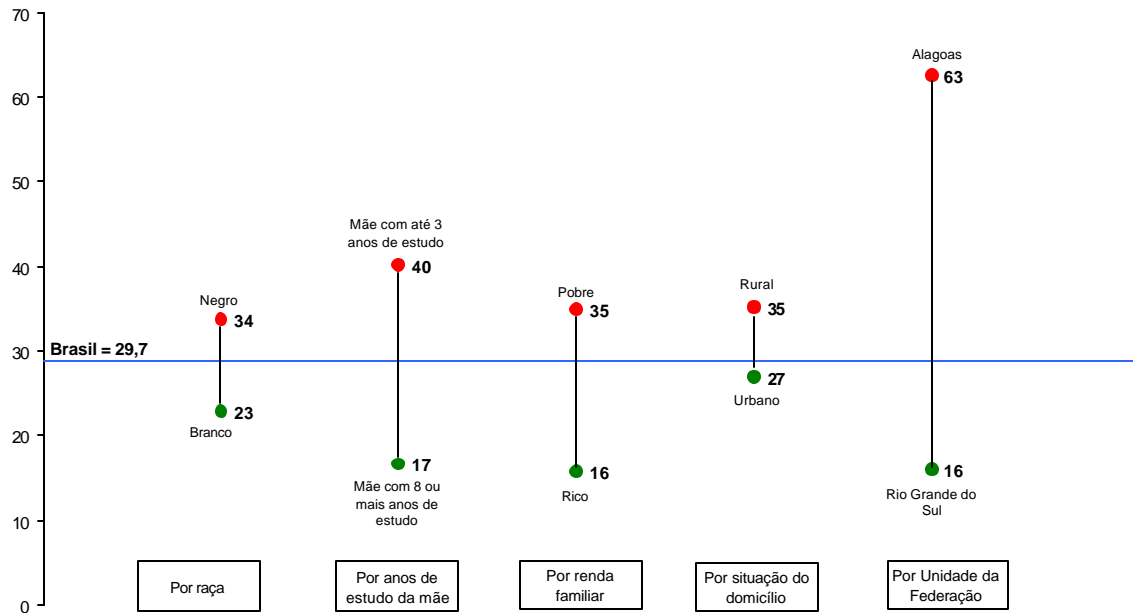 70
60
50
40
30
20
10
0
Brasil = 29,7
Negro
34
23
Branco
Mãe com até 3
anos de estudo
40
17
Mãe com 8 ou
mais anos de
estudo
Pobre
35
16
Rico
Rural
35
27
Urbano
Alagoas
63
16
Rio Grande do
Sul
Por raça
Por anos de
estudo da mãe
Por renda
familiar
Por situação do
domicílio
Por Unidade da
Federação